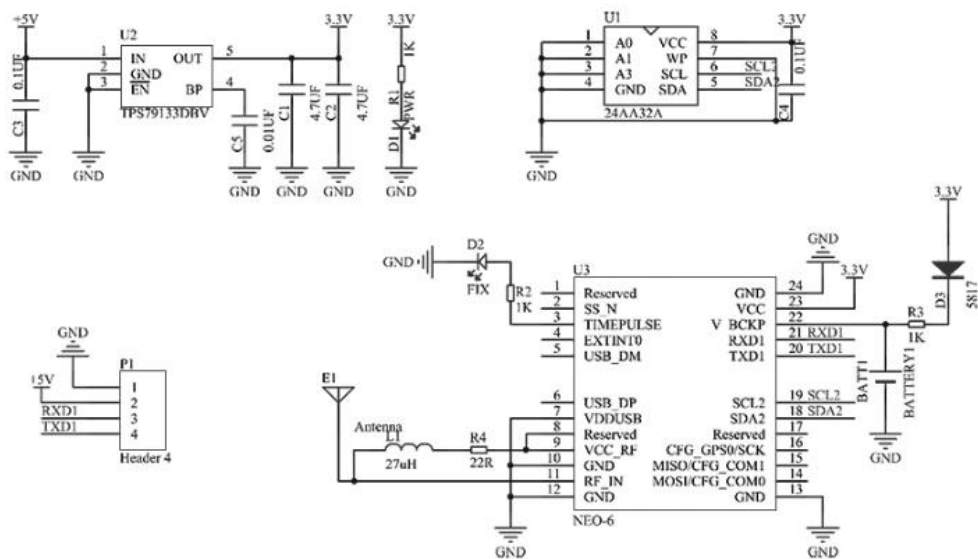 +5V
U2
1 IN OUT 5
2 GND
3 EN BP 4
TPS79133DBV
0.1UF
C3
GND
GND
C5
0.01UF
GND
C1
4.7UF
GND
3.3V
C2
4.7UF
GND
3.3V
1K
R1
D1
PWR
GND
U1
1 A0 VCC 8
2 A1 WP 7
3 A3 SCL 6 SCL2
4 GND SDA 5 SDA2
24AA32A
3.3V
0.1UF
C4
GND
GND
D2
FIX
R2
1K
U3
1 Reserved GND 24
2 SS_N VCC 23
3 TIMEPULSE V_BCKP 22
4 EXTINT0 RXD1 21 RXD1
5 USB_DM TXD1 20 TXD1
6 USB_DP SCL2 19 SCL2
7 VDDUSB SDA2 18 SDA2
8 Reserved Reserved 17
9 VCC_RF CFG_GPS0/SCK 16
10 GND MISO/CFG_COM1 15
11 RF_IN MOSI/CFG_COM0 14
12 GND GND 13
NEO-6
GND
3.3V
3.3V
D3
5817
R3
1K
BATT1
BATTERY1
GND
GND
GND
P1
+5V
1
2
RXD1 3
TXD1 4
Header 4
E1
Antenna
L1
27uH
R4
22R
GND
GND